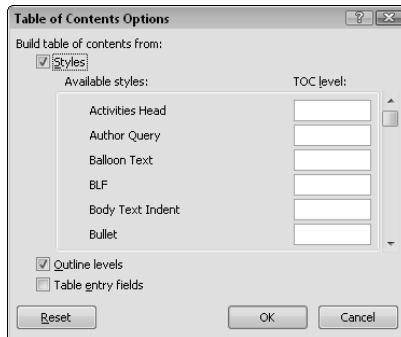 Table of Contents Options
Build table of contents from:
Styles
Available styles: TOC level:
Activities Head
Author Query
Balloon Text
BLF
Body Text Indent
Bullet
Outline levels
Table entry fields
Reset OK Cancel